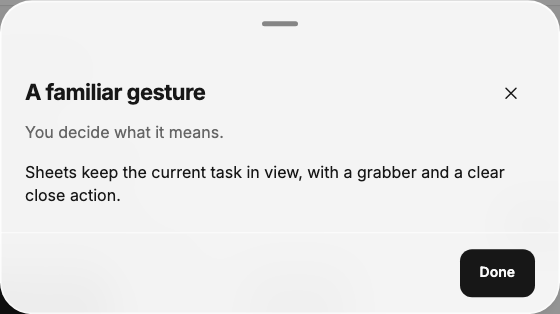 A familiar gesture
You decide what it means.
Sheets keep the current task in view, with a grabber and a clear
close action.
Done